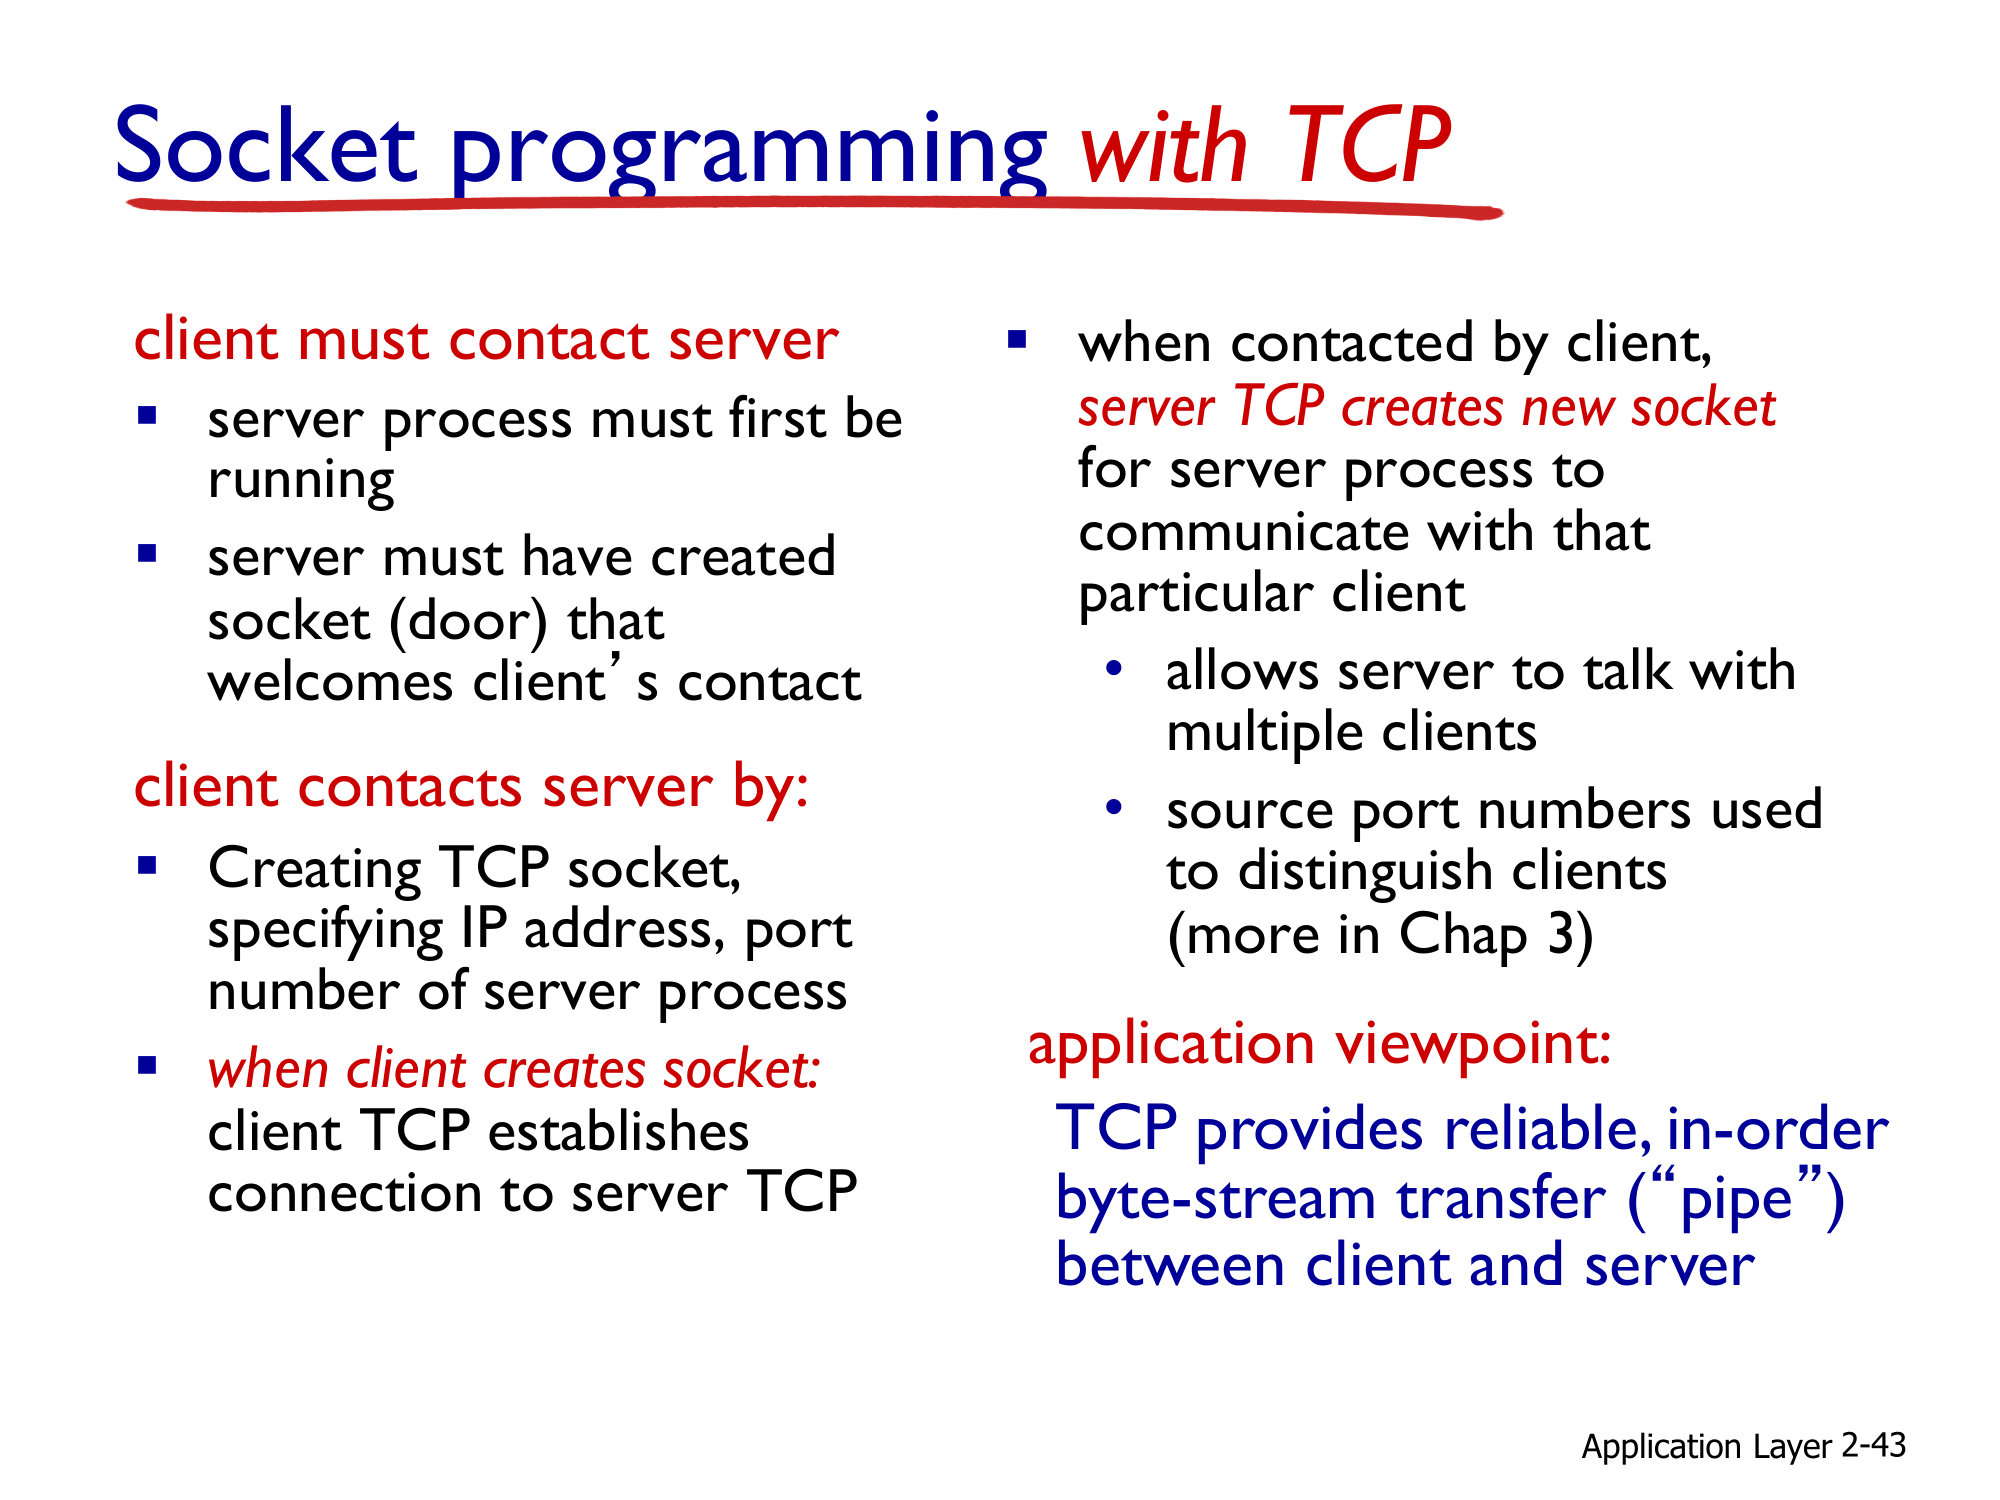 Socket programming with TCP
client must contact server
▪ server process must first be
running
▪ server must have created
socket (door) that
welcomes client’s contact
client contacts server by:
▪ Creating TCP socket,
specifying IP address, port
number of server process
▪ when client creates socket:
client TCP establishes
connection to server TCP
▪ when contacted by client,
server TCP creates new socket
for server process to
communicate with that
particular client
• allows server to talk with
multiple clients
• source port numbers used
to distinguish clients
(more in Chap 3)
application viewpoint:
TCP provides reliable, in-order
byte-stream transfer (“pipe”)
between client and server
Application Layer 2-43